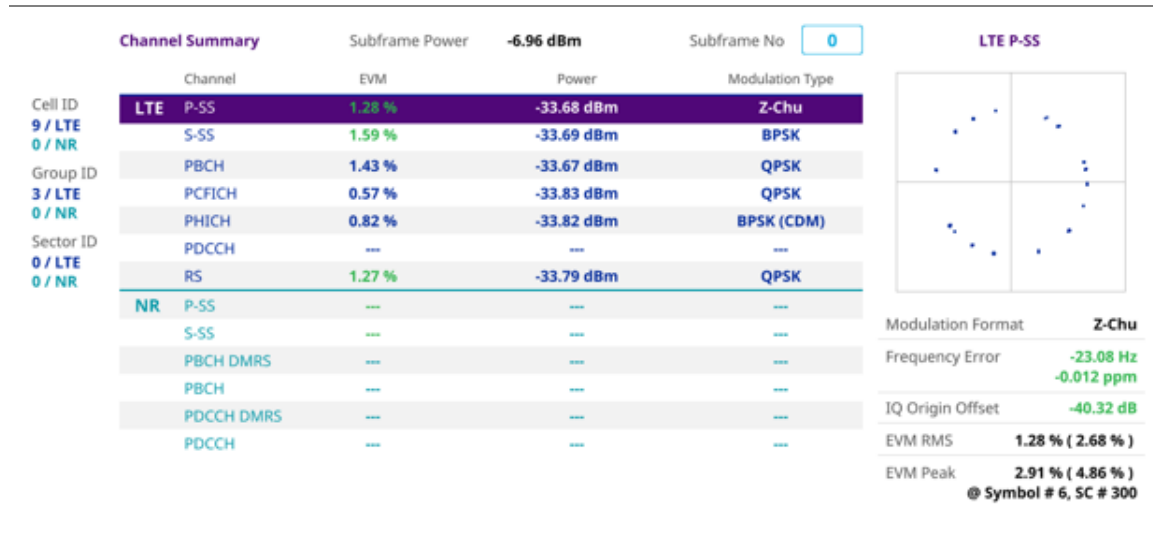 Channel Summary Subframe Power -6.96 dBm Subframe No 0 LTE P-SS
Channel EVM Power Modulation Type
Cell ID
9 / LTE
0 / NR
Group ID
3 / LTE
0 / NR
Sector ID
0 / LTE
0 / NR
LTE P-SS 1.28 % -33.68 dBm Z-Chu
S-SS 1.59 % -33.69 dBm BPSK
PBCH 1.43 % -33.67 dBm QPSK
PCFICH 0.57 % -33.83 dBm QPSK
PHICH 0.82 % -33.82 dBm BPSK (CDM)
PDCCH --- --- ---
RS 1.27 % -33.79 dBm QPSK
NR P-SS --- --- ---
S-SS --- --- ---
PBCH DMRS --- --- ---
PBCH --- --- ---
PDCCH DMRS --- --- ---
PDCCH --- --- ---
Modulation Format Z-Chu
Frequency Error -23.08 Hz
-0.012 ppm
IQ Origin Offset -40.32 dB
EVM RMS 1.28 % ( 2.68 % )
EVM Peak 2.91 % ( 4.86 % )
@ Symbol # 6, SC # 300